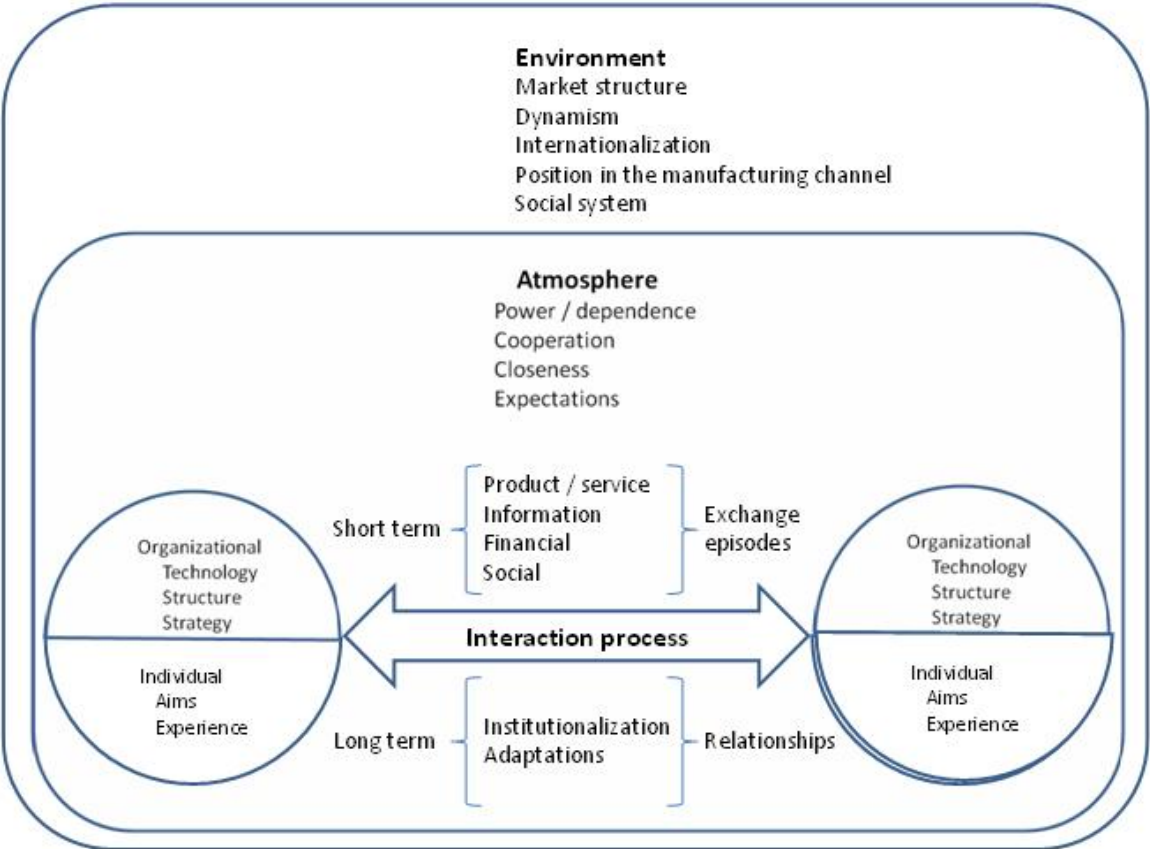 Environment
Market structure
Dynamism
Internationalization
Position in the manufacturing channel
Social system
Atmosphere
Power / dependence
Cooperation
Closeness
Expectations
Organizational
Technology
Structure
Strategy
Individual
Aims
Experience
Short term
Product / service
Information
Financial
Social
Exchange
episodes
Interaction process
Long term
Institutionalization
Adaptations
Relationships
Organizational
Technology
Structure
Strategy
Individual
Aims
Experience